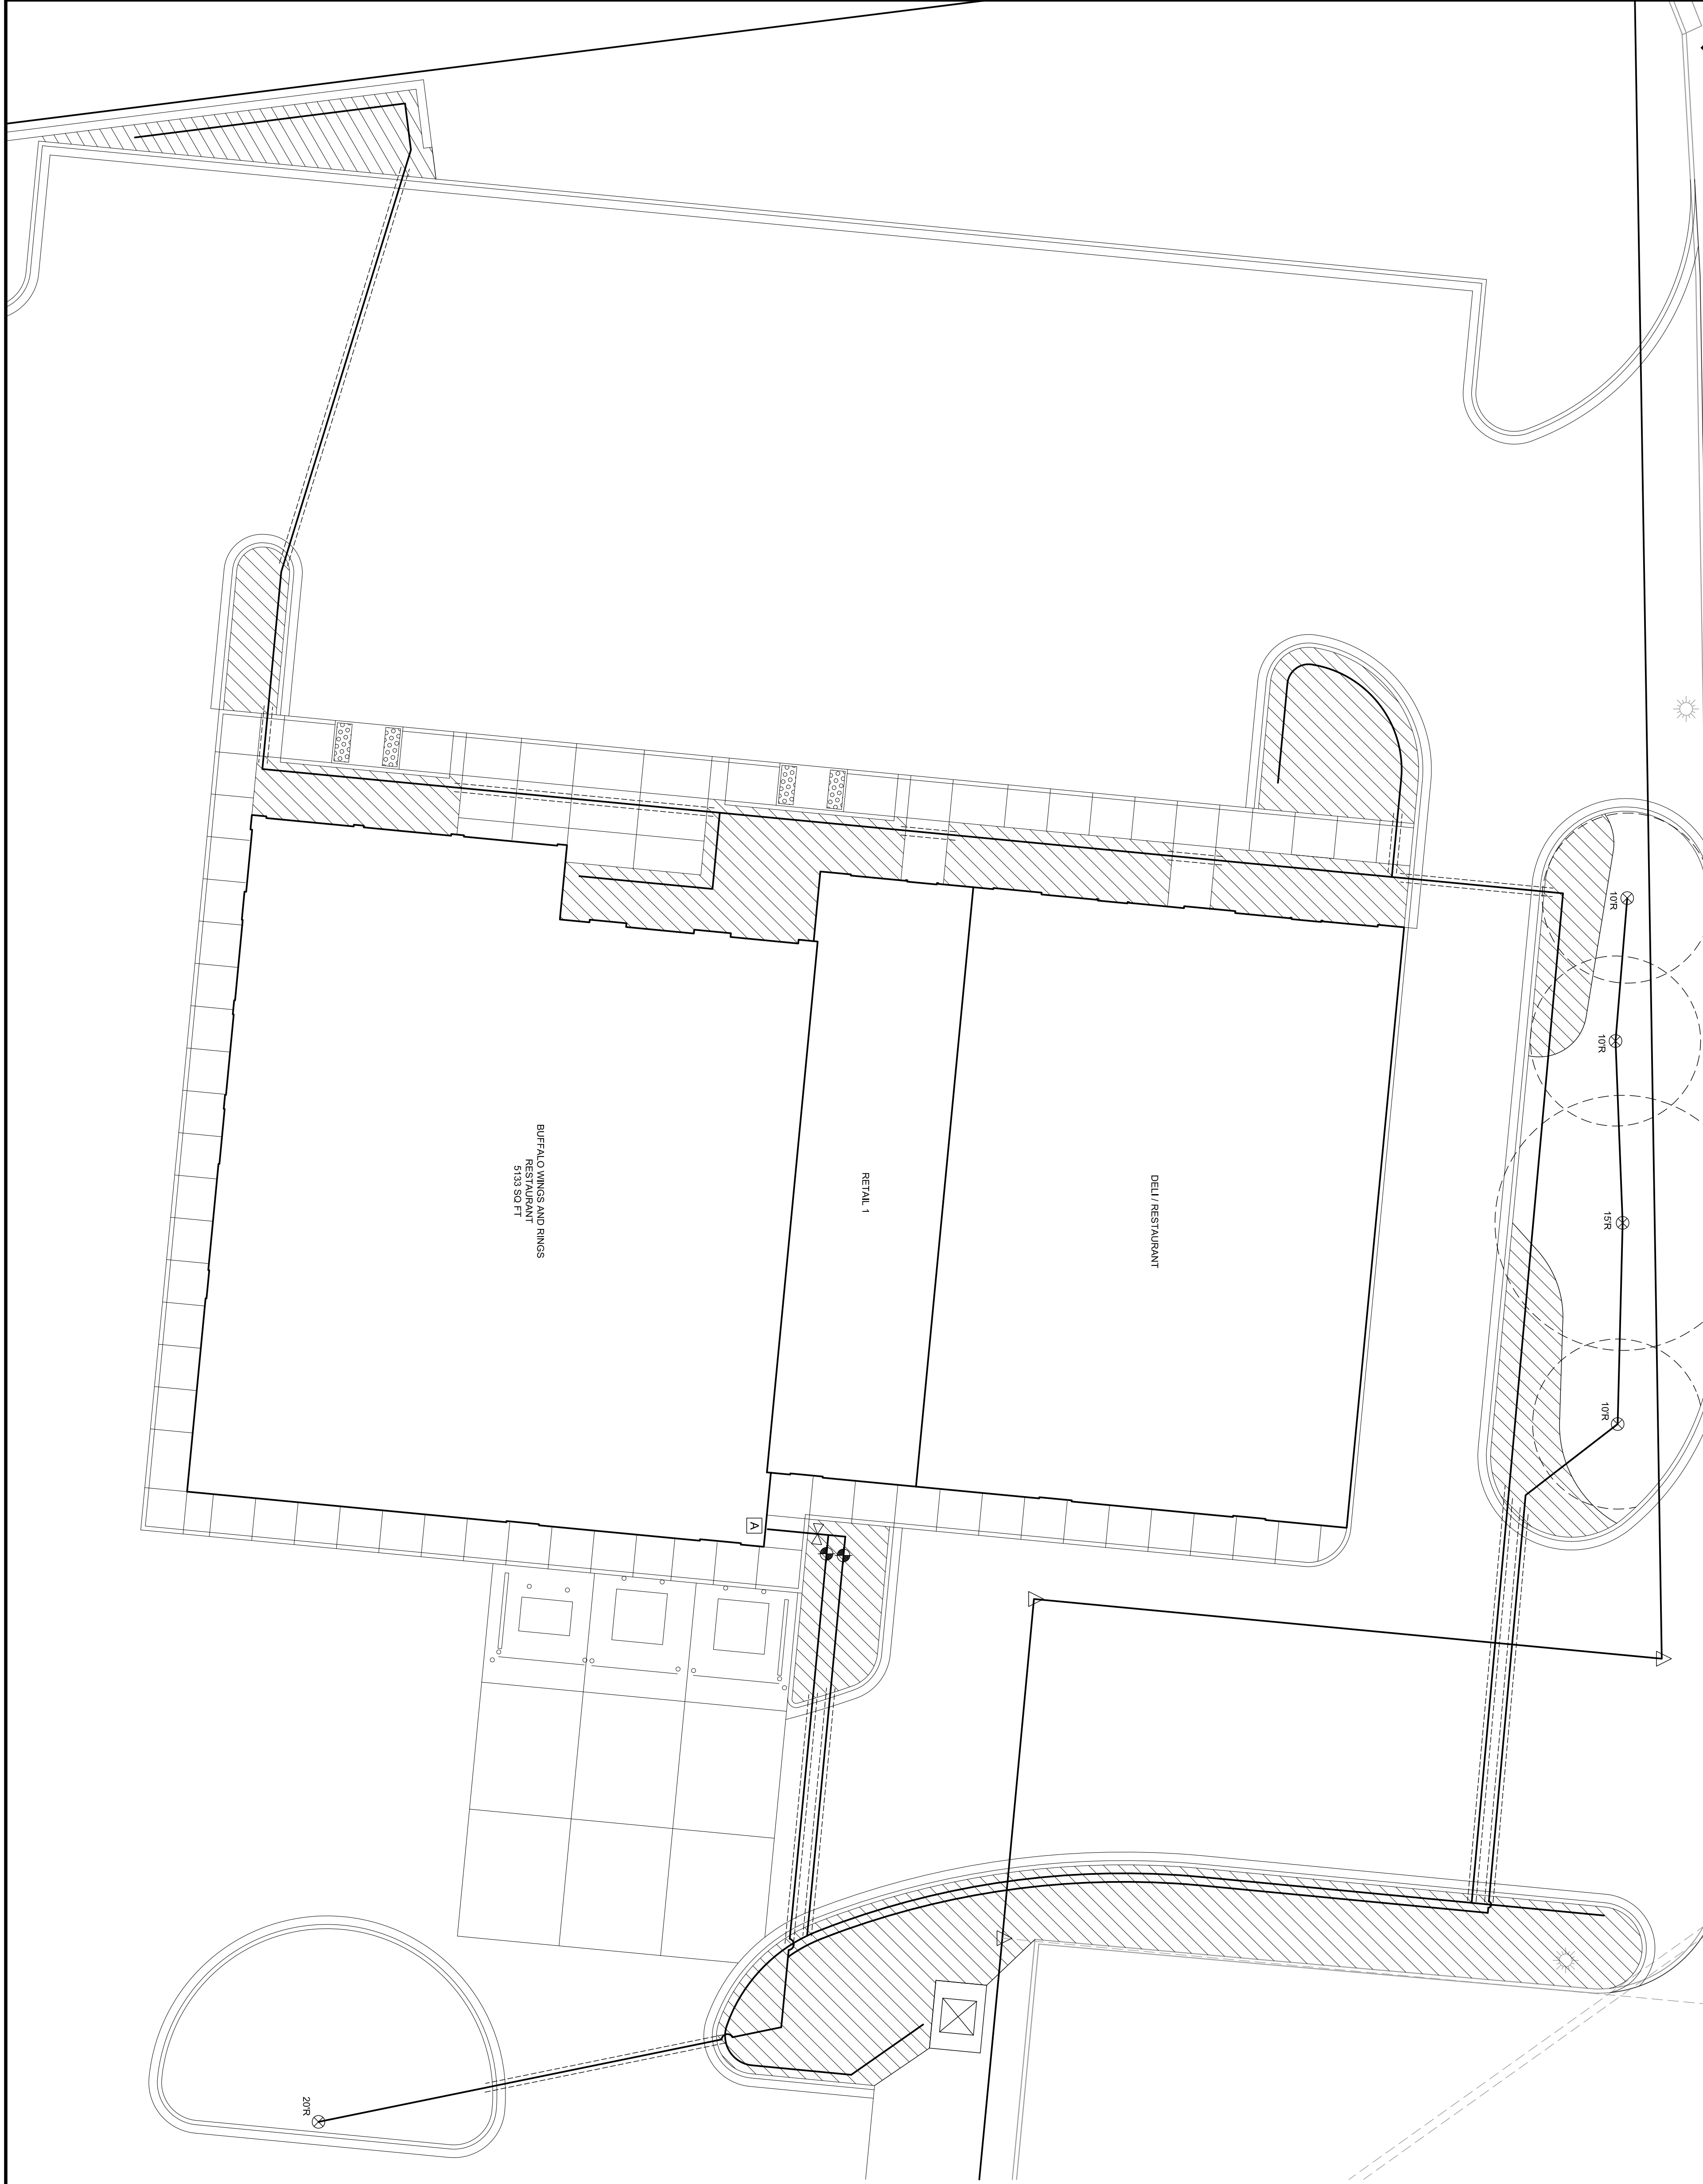 10'R
10'R
15'R
10'R
BUFFALO WINGS AND RINGS
RESTAURANT
5133 SQ FT
RETAIL 1
DELI / RESTAURANT
A
20'R